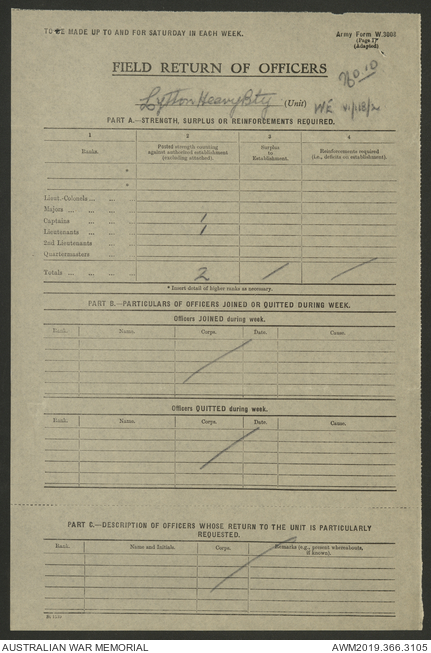 TO BE MADE UP TO AND FOR SATURDAY IN EACH WEEK.
Army Form W.3008
(Page 1)
(Adapted)
FIELD RETURN OF OFFICERS
Lytton Heavy Bty (Unit) WE
PART A.—STRENGTH, SURPLUS OR REINFORCEMENTS REQUIRED.
1 2 3 4
Ranks. Posted strength counting against authorized establishment (excluding attached). Surplus to Establishment. Reinforcements required (i.e., deficits on establishment).
*
*
Lieut.-Colonels ... ...
Majors ... ... ...
Captains ... ... 1
Lieutenants ... ... 1
2nd Lieutenants ...
Quartermasters ...
Totals ... ... ... 2 / /
* Insert detail of higher ranks as necessary.
PART B.—PARTICULARS OF OFFICERS JOINED OR QUITTED DURING WEEK.
Officers JOINED during week.
Rank. Name. Corps. Date. Cause.
/
Officers QUITTED during week.
Rank. Name. Corps. Date. Cause.
/
PART C.—DESCRIPTION OF OFFICERS WHOSE RETURN TO THE UNIT IS PARTICULARLY
REQUESTED.
Rank. Name and Initials. Corps. Remarks (e.g., present whereabouts, if known).
/
AUSTRALIAN WAR MEMORIAL
AWM2019.366.3105